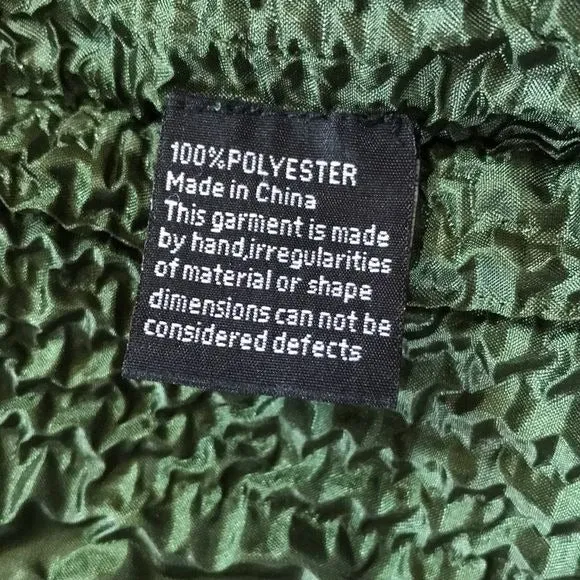 100%POLYESTER
Made in China
This garment is made
by hand,irregularities
of material or shape
dimensions can not be
considered defects